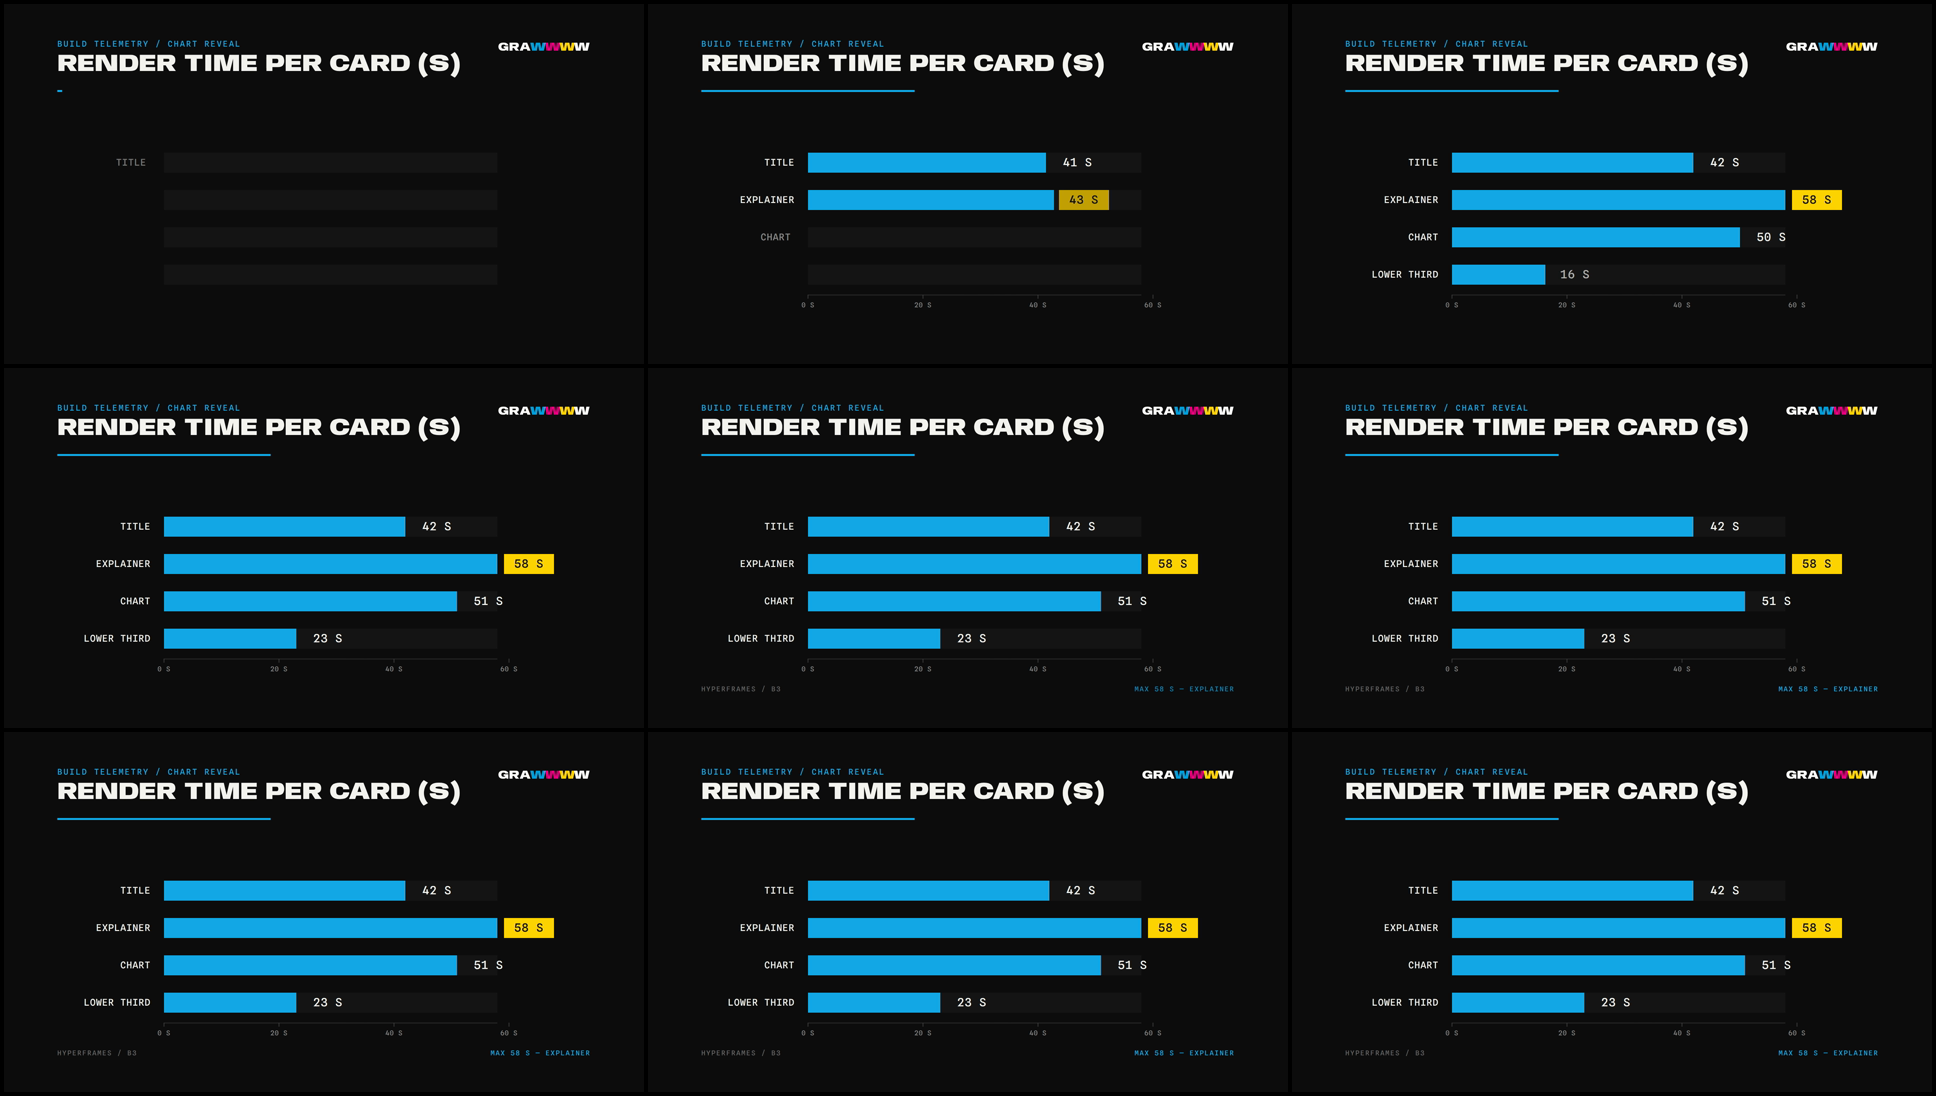 BUILD TELEMETRY / CHART REVEAL
GRAWWWW
RENDER TIME PER CARD (S)
TITLE
BUILD TELEMETRY / CHART REVEAL
GRAWWWW
RENDER TIME PER CARD (S)
TITLE 41 S
EXPLAINER 43 S
CHART
0 S 20 S 40 S 60 S
BUILD TELEMETRY / CHART REVEAL
GRAWWWW
RENDER TIME PER CARD (S)
TITLE 42 S
EXPLAINER 58 S
CHART 50 S
LOWER THIRD 16 S
0 S 20 S 40 S 60 S
BUILD TELEMETRY / CHART REVEAL
GRAWWWW
RENDER TIME PER CARD (S)
TITLE 42 S
EXPLAINER 58 S
CHART 51 S
LOWER THIRD 23 S
0 S 20 S 40 S 60 S
BUILD TELEMETRY / CHART REVEAL
GRAWWWW
RENDER TIME PER CARD (S)
TITLE 42 S
EXPLAINER 58 S
CHART 51 S
LOWER THIRD 23 S
0 S 20 S 40 S 60 S
HYPERFRAMES / B3 MAX 58 S — EXPLAINER
BUILD TELEMETRY / CHART REVEAL
GRAWWWW
RENDER TIME PER CARD (S)
TITLE 42 S
EXPLAINER 58 S
CHART 51 S
LOWER THIRD 23 S
0 S 20 S 40 S 60 S
HYPERFRAMES / B3 MAX 58 S — EXPLAINER
BUILD TELEMETRY / CHART REVEAL
GRAWWWW
RENDER TIME PER CARD (S)
TITLE 42 S
EXPLAINER 58 S
CHART 51 S
LOWER THIRD 23 S
0 S 20 S 40 S 60 S
HYPERFRAMES / B3 MAX 58 S — EXPLAINER
BUILD TELEMETRY / CHART REVEAL
GRAWWWW
RENDER TIME PER CARD (S)
TITLE 42 S
EXPLAINER 58 S
CHART 51 S
LOWER THIRD 23 S
0 S 20 S 40 S 60 S
HYPERFRAMES / B3 MAX 58 S — EXPLAINER
BUILD TELEMETRY / CHART REVEAL
GRAWWWW
RENDER TIME PER CARD (S)
TITLE 42 S
EXPLAINER 58 S
CHART 51 S
LOWER THIRD 23 S
0 S 20 S 40 S 60 S
HYPERFRAMES / B3 MAX 58 S — EXPLAINER